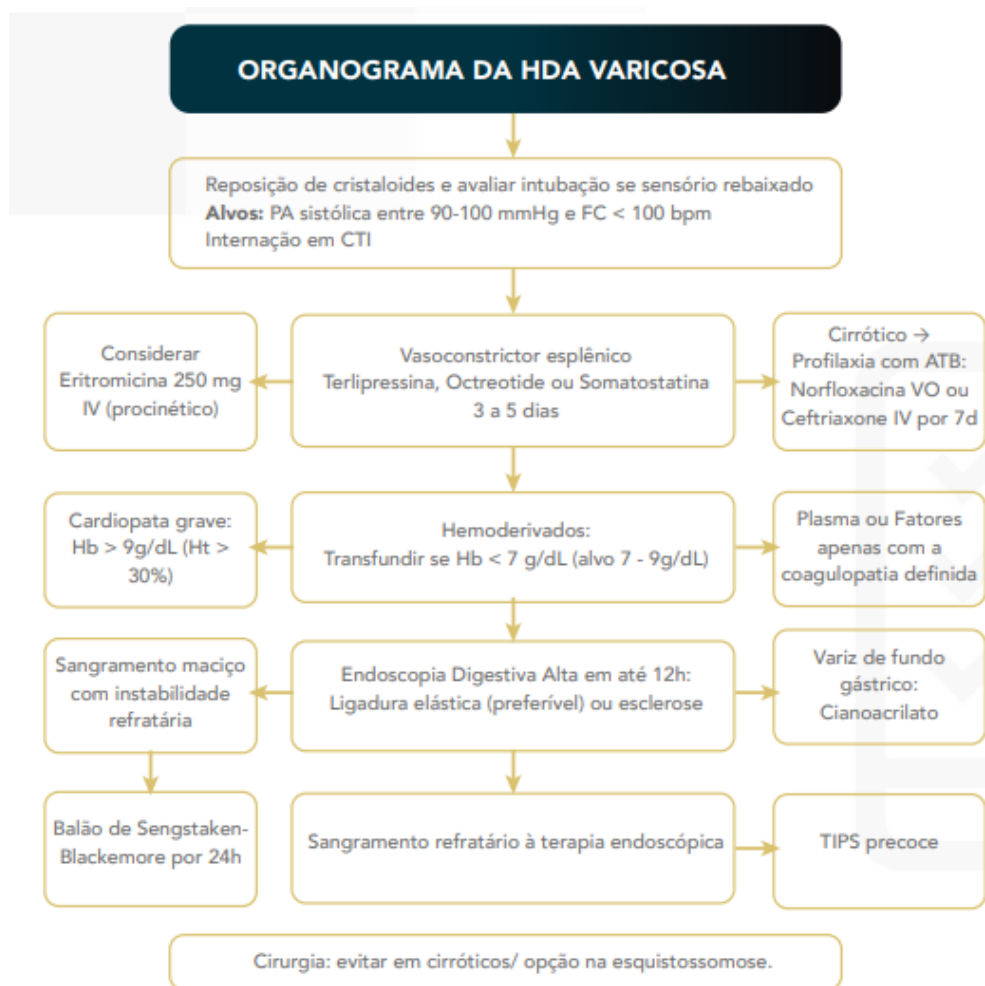 ORGANOGRAMA DA HDA VARICOSA
Reposição de cristaloides e avaliar intubação se sensório rebaixado
Alvos: PA sistólica entre 90-100 mmHg e FC < 100 bpm
Internação em CTI
Considerar
Eritromicina 250 mg
IV (procinético)
Vasoconstrictor esplênico
Terlipressina, Octreotide ou Somatostatina
3 a 5 dias
Cirrótico →
Profilaxia com ATB:
Norfloxacina VO ou
Ceftriaxone IV por 7d
Cardiopata grave:
Hb > 9g/dL (Ht >
30%)
Hemoderivados:
Transfundir se Hb < 7 g/dL (alvo 7 - 9g/dL)
Plasma ou Fatores
apenas com a
coagulopatia definida
Sangramento maciço
com instabilidade
refratária
Endoscopia Digestiva Alta em até 12h:
Ligadura elástica (preferível) ou esclerose
Variz de fundo
gástrico:
Cianoacrilato
Balão de Sengstaken-
Blackemore por 24h
Sangramento refratário à terapia endoscópica
TIPS precoce
Cirurgia: evitar em cirróticos/ opção na esquistossomose.